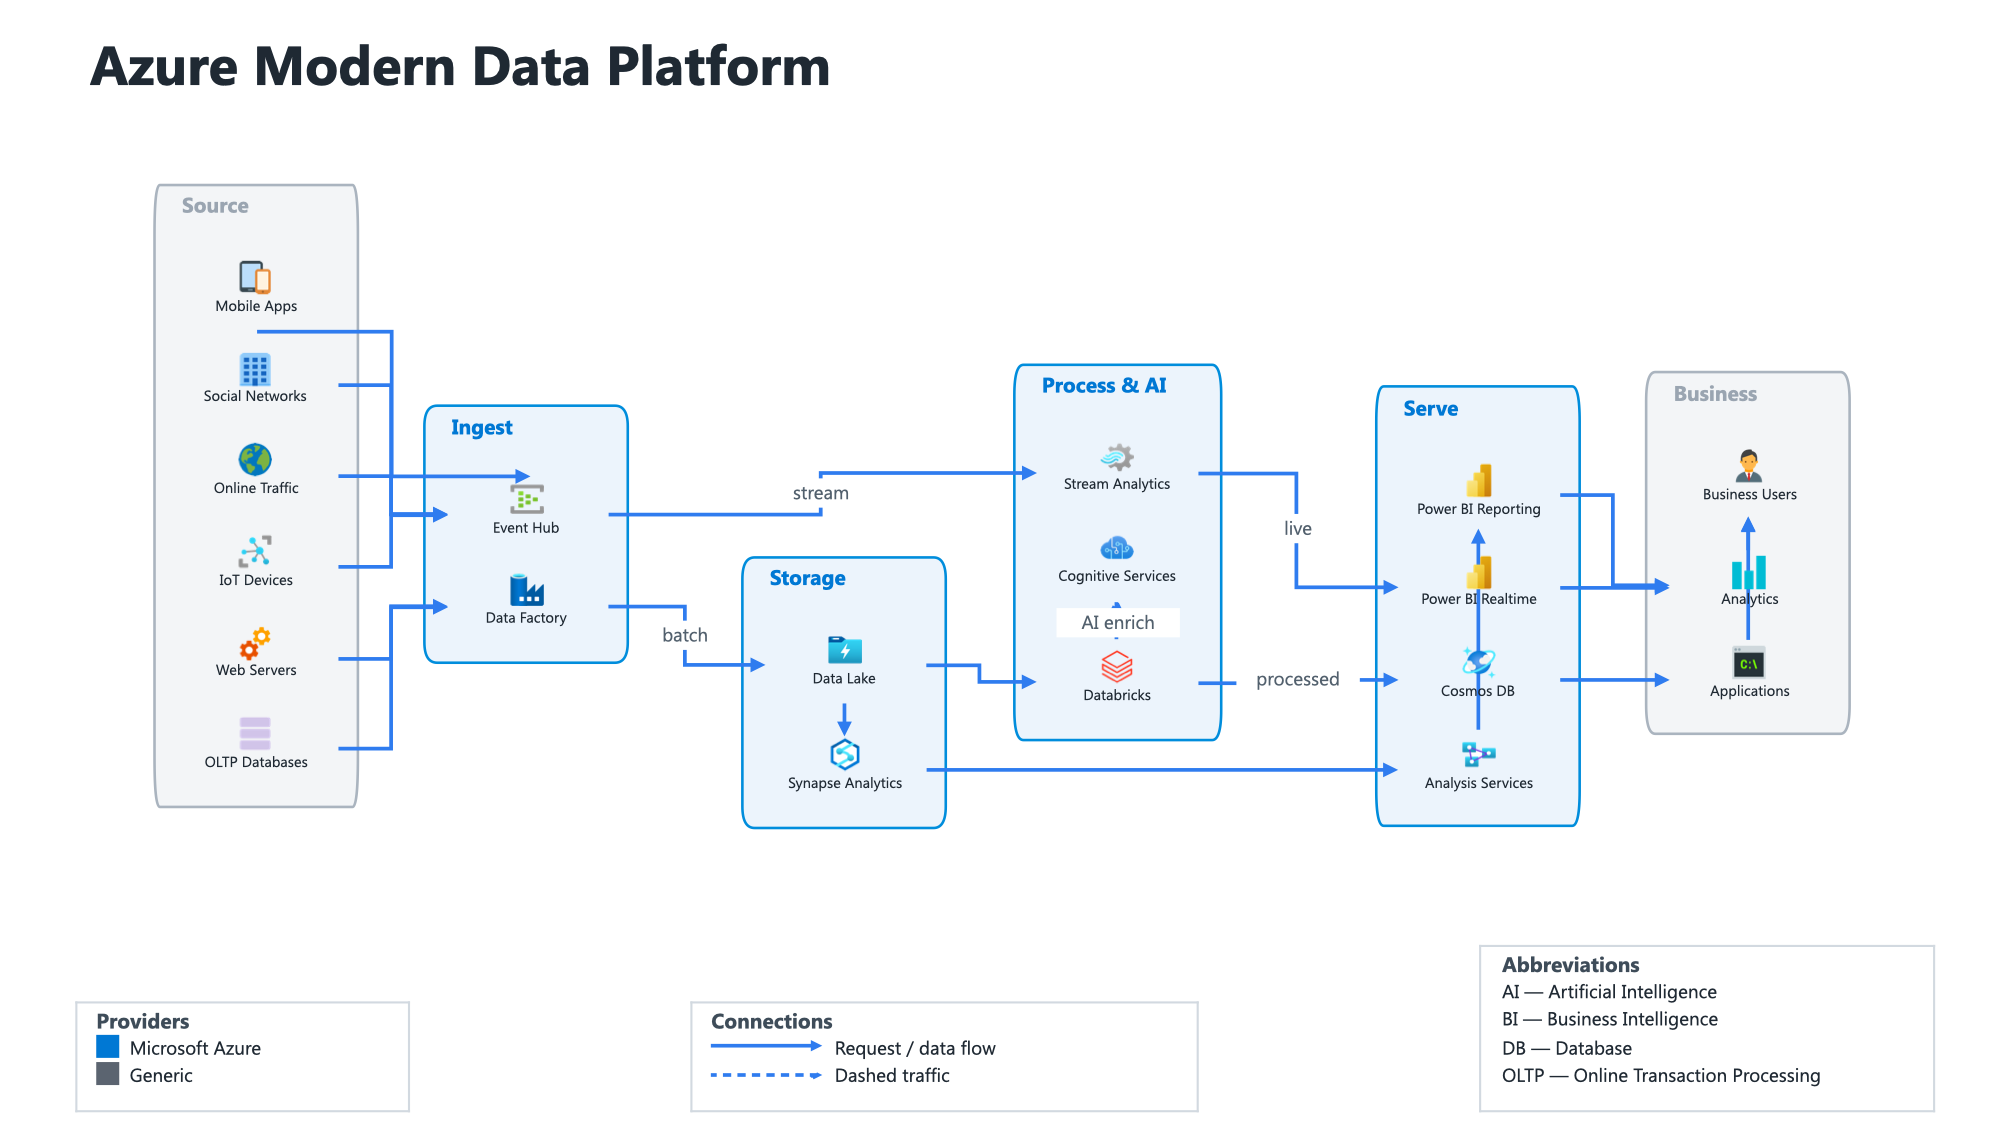 Azure Modern Data Platform
Source
Mobile Apps
Social Networks
Online Traffic
IoT Devices
Web Servers
OLTP Databases
Ingest
Event Hub
Data Factory
stream
batch
Storage
Data Lake
Synapse Analytics
Process & AI
Stream Analytics
Cognitive Services
AI enrich
Databricks
live
processed
Serve
Power BI Reporting
Power BI Realtime
Cosmos DB
Analysis Services
Business
Business Users
Analytics
C:\
Applications
Providers
Microsoft Azure
Generic
Connections
Request / data flow
Dashed traffic
Abbreviations
AI — Artificial Intelligence
BI — Business Intelligence
DB — Database
OLTP — Online Transaction Processing